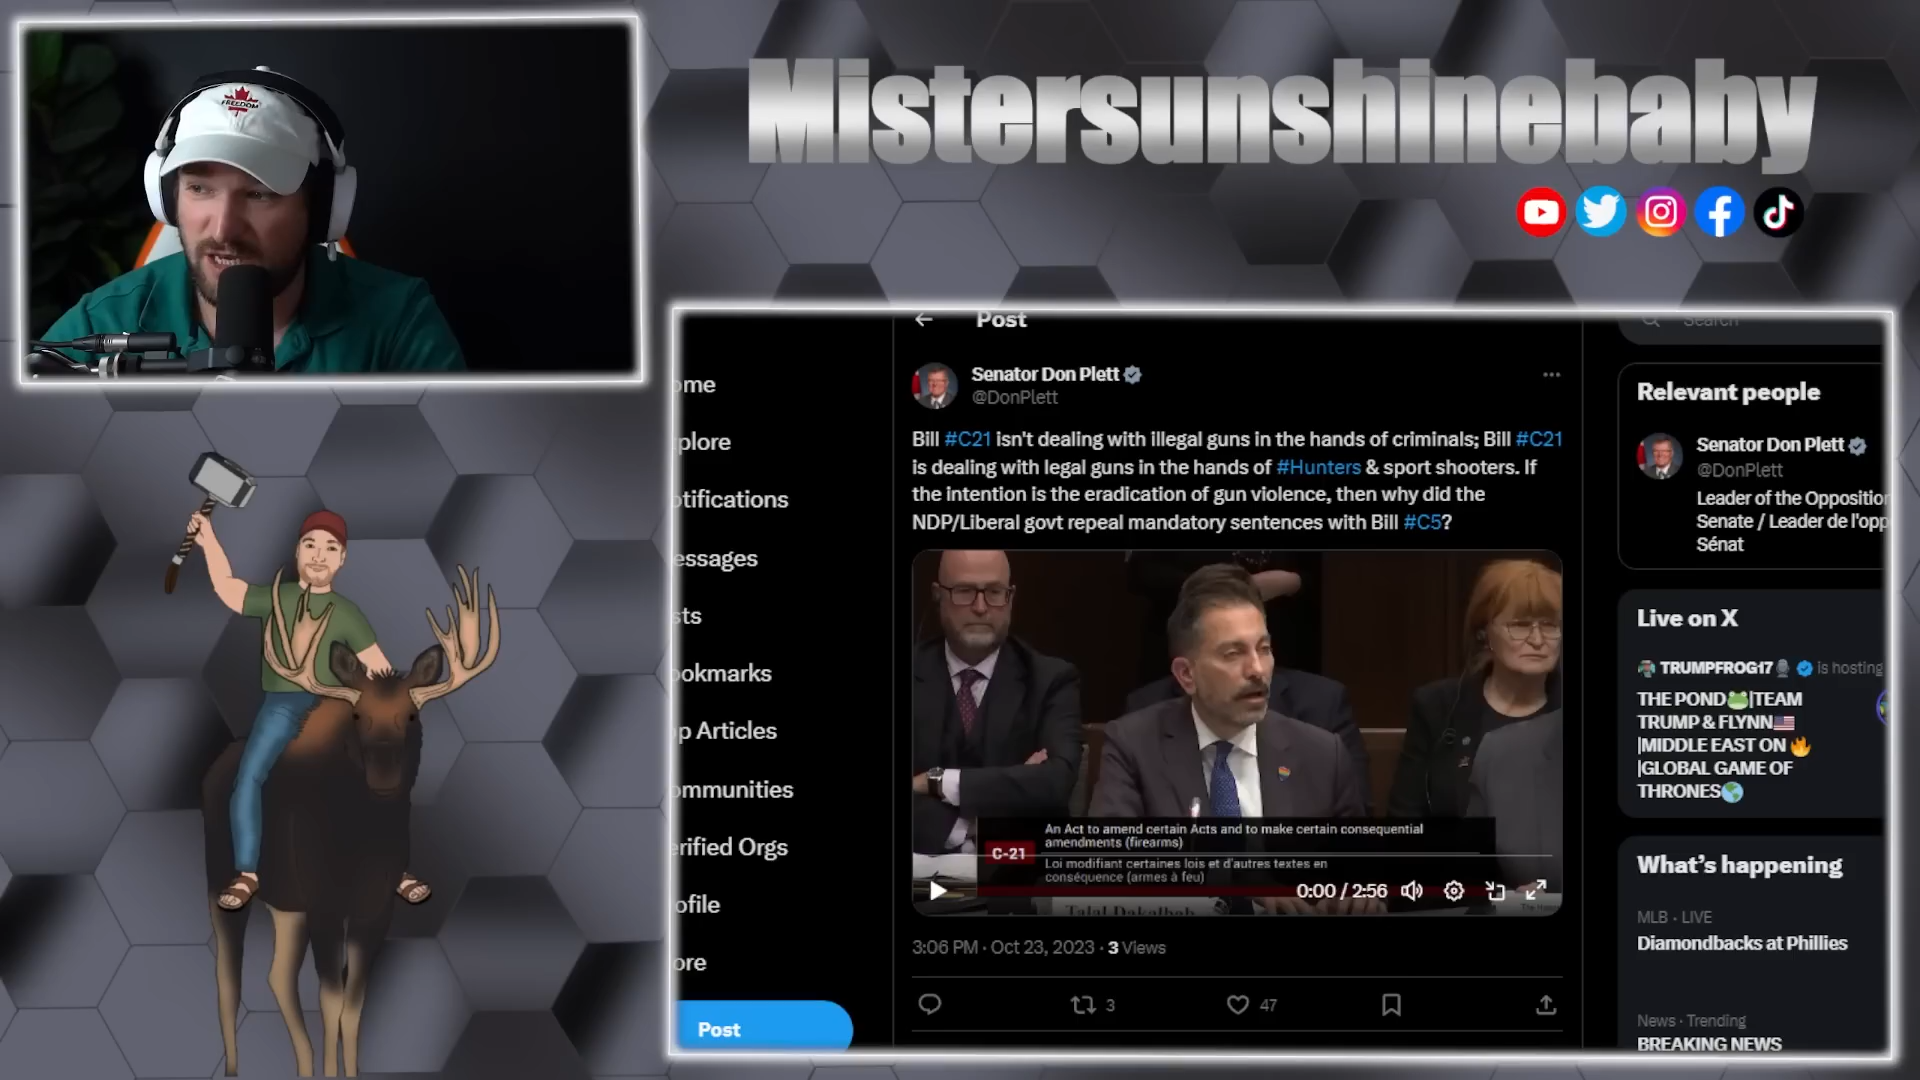 FREEDOM
Mistersunshinebaby
Post
Search
ome
plore
otifications
essages
sts
ookmarks
p Articles
ommunities
erified Orgs
ofile
ore
Post
Senator Don Plett
@DonPlett
Bill #C21 isn't dealing with illegal guns in the hands of criminals; Bill #C21
is dealing with legal guns in the hands of #Hunters & sport shooters. If
the intention is the eradication of gun violence, then why did the
NDP/Liberal govt repeal mandatory sentences with Bill #C5?
C-21
An Act to amend certain Acts and to make certain consequential
amendments (firearms)
Loi modifiant certaines lois et d'autres textes en
conséquence (armes à feu)
0:00 / 2:56
3:06 PM · Oct 23, 2023 · 3 Views
3
47
Relevant people
Senator Don Plett
@DonPlett
Leader of the Opposition
Senate / Leader de l'opp
Sénat
Live on X
TRUMPFROG17🎙 is hosting
THE POND🐸|TEAM
TRUMP & FLYNN🇺🇸
|MIDDLE EAST ON 🔥
|GLOBAL GAME OF
THRONES🌎
What's happening
MLB · LIVE
Diamondbacks at Phillies
News · Trending
BREAKING NEWS